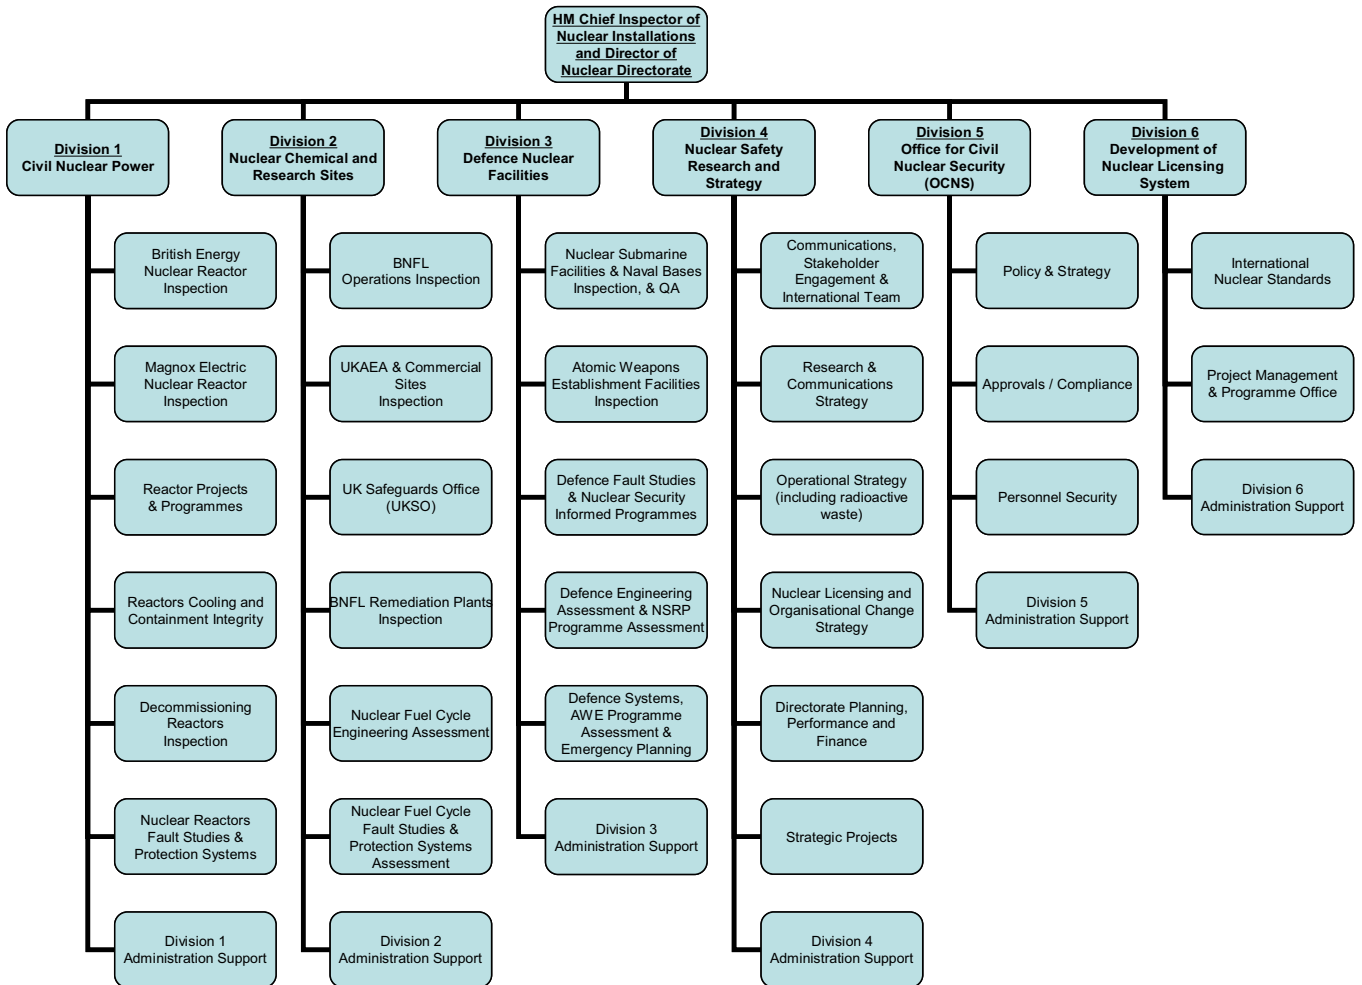 HM Chief Inspector of
Nuclear Installations
and Director of
Nuclear Directorate
Division 1
Civil Nuclear Power
Division 2
Nuclear Chemical and
Research Sites
Division 3
Defence Nuclear
Facilities
Division 4
Nuclear Safety
Research and
Strategy
Division 5
Office for Civil
Nuclear Security
(OCNS)
Division 6
Development of
Nuclear Licensing
System
British Energy
Nuclear Reactor
Inspection
BNFL
Operations Inspection
Nuclear Submarine
Facilities & Naval Bases
Inspection, & QA
Communications,
Stakeholder
Engagement &
International Team
Policy & Strategy
International
Nuclear Standards
Magnox Electric
Nuclear Reactor
Inspection
UKAEA & Commercial
Sites
Inspection
Atomic Weapons
Establishment Facilities
Inspection
Research &
Communications
Strategy
Approvals / Compliance
Project Management
& Programme Office
Reactor Projects
& Programmes
UK Safeguards Office
(UKSO)
Defence Fault Studies
& Nuclear Security
Informed Programmes
Operational Strategy
(including radioactive
waste)
Personnel Security
Division 6
Administration Support
Reactors Cooling and
Containment Integrity
BNFL Remediation Plants
Inspection
Defence Engineering
Assessment & NSRP
Programme Assessment
Nuclear Licensing and
Organisational Change
Strategy
Division 5
Administration Support
Decommissioning
Reactors
Inspection
Nuclear Fuel Cycle
Engineering Assessment
Defence Systems,
AWE Programme
Assessment &
Emergency Planning
Directorate Planning,
Performance and
Finance
Nuclear Reactors
Fault Studies &
Protection Systems
Nuclear Fuel Cycle
Fault Studies &
Protection Systems
Assessment
Division 3
Administration Support
Strategic Projects
Division 1
Administration Support
Division 2
Administration Support
Division 4
Administration Support